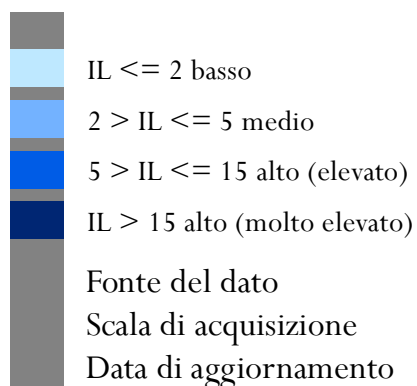 IL <= 2 basso
2 > IL <= 5 medio
5 > IL <= 15 alto (elevato)
IL > 15 alto (molto elevato)
Fonte del dato
Scala di acquisizione
Data di aggiornamento